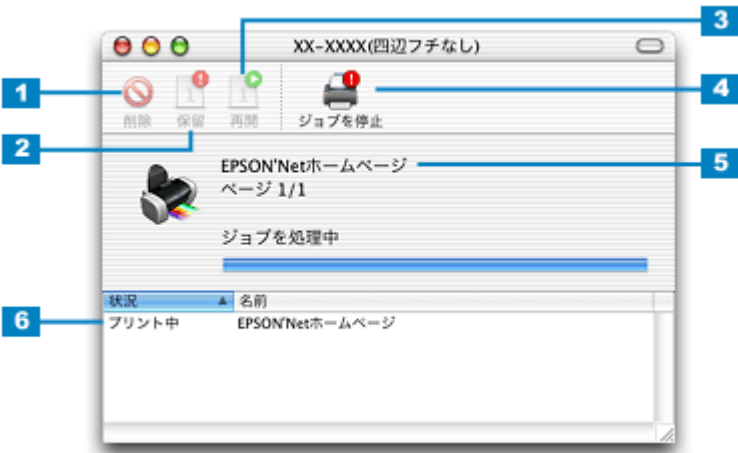 3
XX-XXXX(四辺フチなし)
1
4
削除 保留 再開 ジョブを停止
2
EPSON'Netホームページ
5
ページ 1/1
ジョブを処理中
状況 名前
6
プリント中 EPSON'Netホームページ